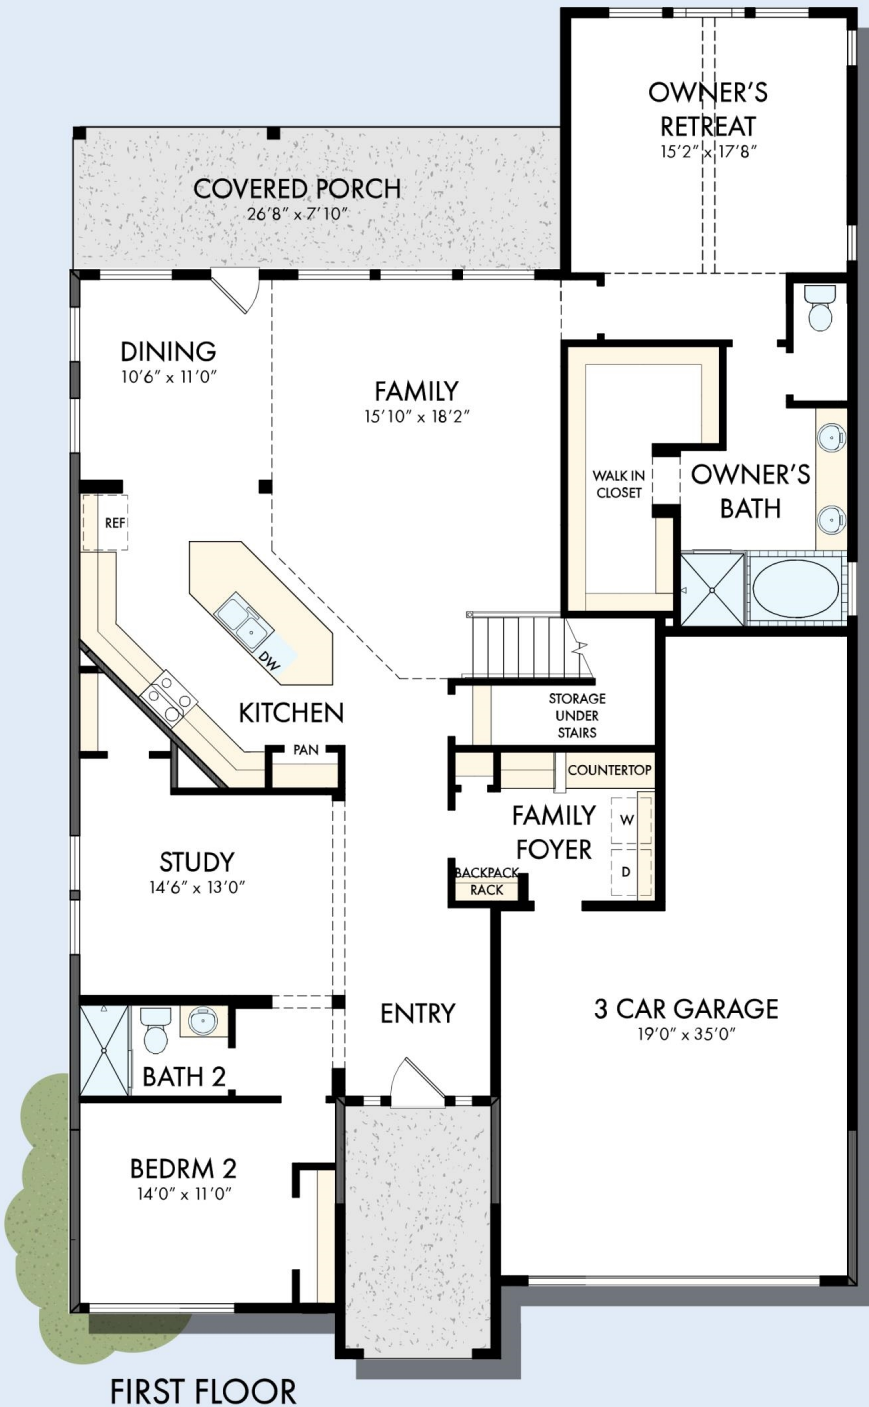 OWNER'S
RETREAT
15'2" x 17'8"
COVERED PORCH
26'8" x 7'10"
DINING
10'6" x 11'0"
FAMILY
15'10" x 18'2"
WALK IN
CLOSET
OWNER'S
BATH
REF
DW
KITCHEN
PAN
STORAGE
UNDER
STAIRS
COUNTERTOP
FAMILY
FOYER
W
D
BACKPACK
RACK
STUDY
14'6" x 13'0"
ENTRY
3 CAR GARAGE
19'0" x 35'0"
BATH 2
BEDRM 2
14'0" x 11'0"
FIRST FLOOR